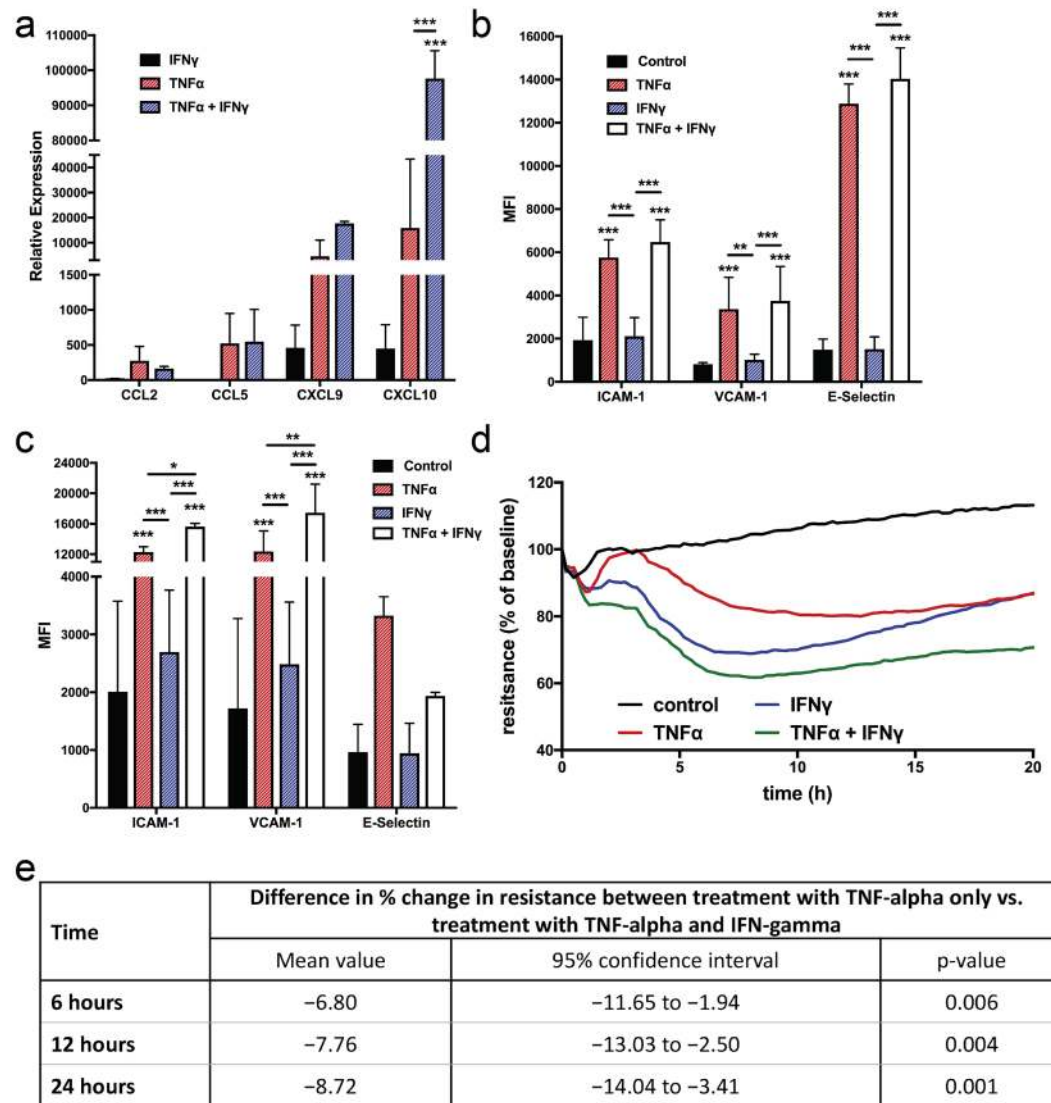 a
Relative Expression
110000
100000
90000
80000
70000
60000
50000
40000
30000
20000
10000
1500
1000
500
0
IFNγ
TNFα
TNFα + IFNγ
***
***
CCL2 CCL5 CXCL9 CXCL10
b
MFI
16000
14000
12000
10000
8000
6000
4000
2000
0
Control
TNFα
IFNγ
TNFα + IFNγ
*** *** *** ***
*** ** *** ***
*** *** *** ***
ICAM-1 VCAM-1 E-Selectin
c
MFI
24000
20000
16000
12000
4000
3000
2000
1000
0
* *** *** *** ***
** *** *** *** ***
Control
TNFα
IFNγ
TNFα + IFNγ
ICAM-1 VCAM-1 E-Selectin
d
resitsance (% of baseline)
120
100
80
60
40
control IFNγ
TNFα TNFα + IFNγ
0 5 10 15 20
time (h)
e
Time
Difference in % change in resistance between treatment with TNF-alpha only vs.
treatment with TNF-alpha and IFN-gamma
Mean value 95% confidence interval p-value
6 hours −6.80 −11.65 to −1.94 0.006
12 hours −7.76 −13.03 to −2.50 0.004
24 hours −8.72 −14.04 to −3.41 0.001